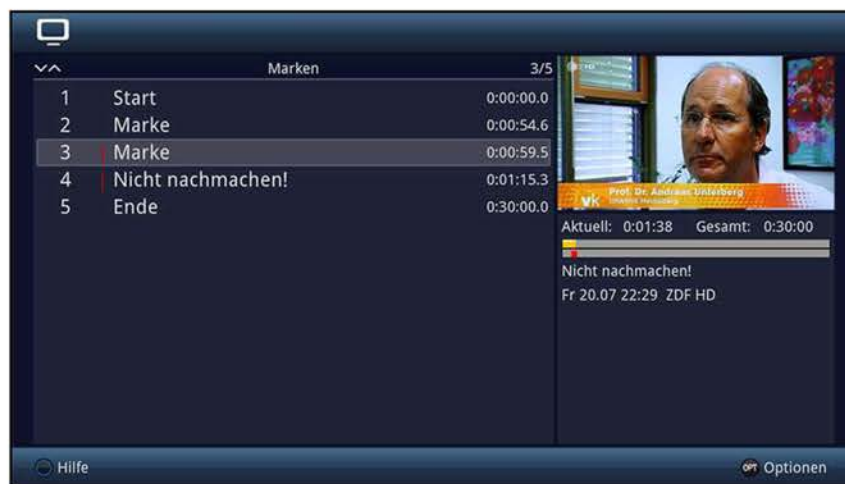 Marken 3/5
1 Start 0:00:00.0
2 Marke 0:00:54.6
3 Marke 0:00:59.5
4 Nicht nachmachen! 0:01:15.3
5 Ende 0:30:00.0
HD
Prof. Dr. Andreas Unterberg
vk
Aktuell: 0:01:38 Gesamt: 0:30:00
Nicht nachmachen!
Fr 20.07 22:29 ZDF HD
Hilfe
OPT Optionen